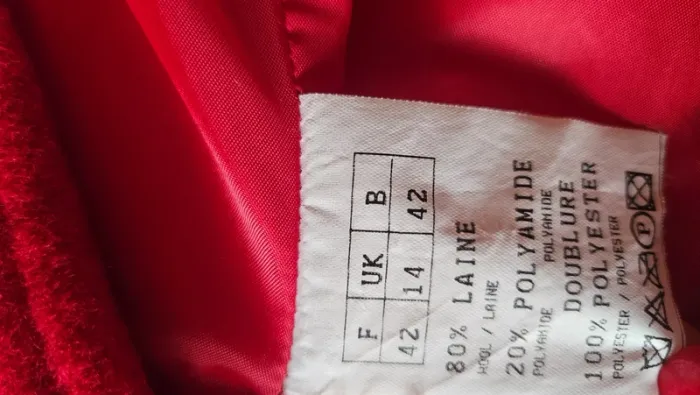 F UK B
42 14 42
80% LAINE
WOOL / LAINE
20% POLYAMIDE
POLYAMIDE POLYAMIDE
DOUBLURE
100% POLYESTER
POLYESTER / POLYESTER
P